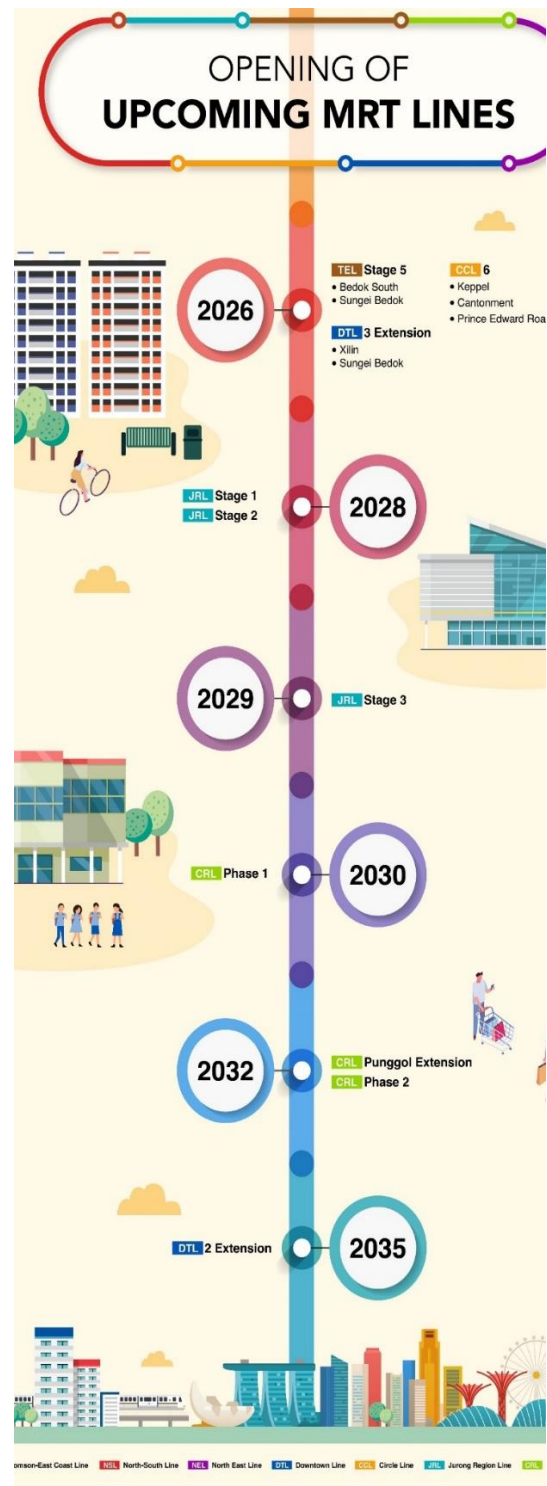 OPENING OF
UPCOMING MRT LINES
2026
TEL Stage 5
• Bedok South
• Sungei Bedok
DTL 3 Extension
• Xilin
• Sungei Bedok
CCL 6
• Keppel
• Cantonment
• Prince Edward Roa
JRL Stage 1
JRL Stage 2
2028
2029
JRL Stage 3
CRL Phase 1
2030
2032
CRL Punggol Extension
CRL Phase 2
DTL 2 Extension
2035
omson-East Coast Line NSL North-South Line NEL North East Line DTL Downtown Line CCL Circle Line JRL Jurong Region Line CRL